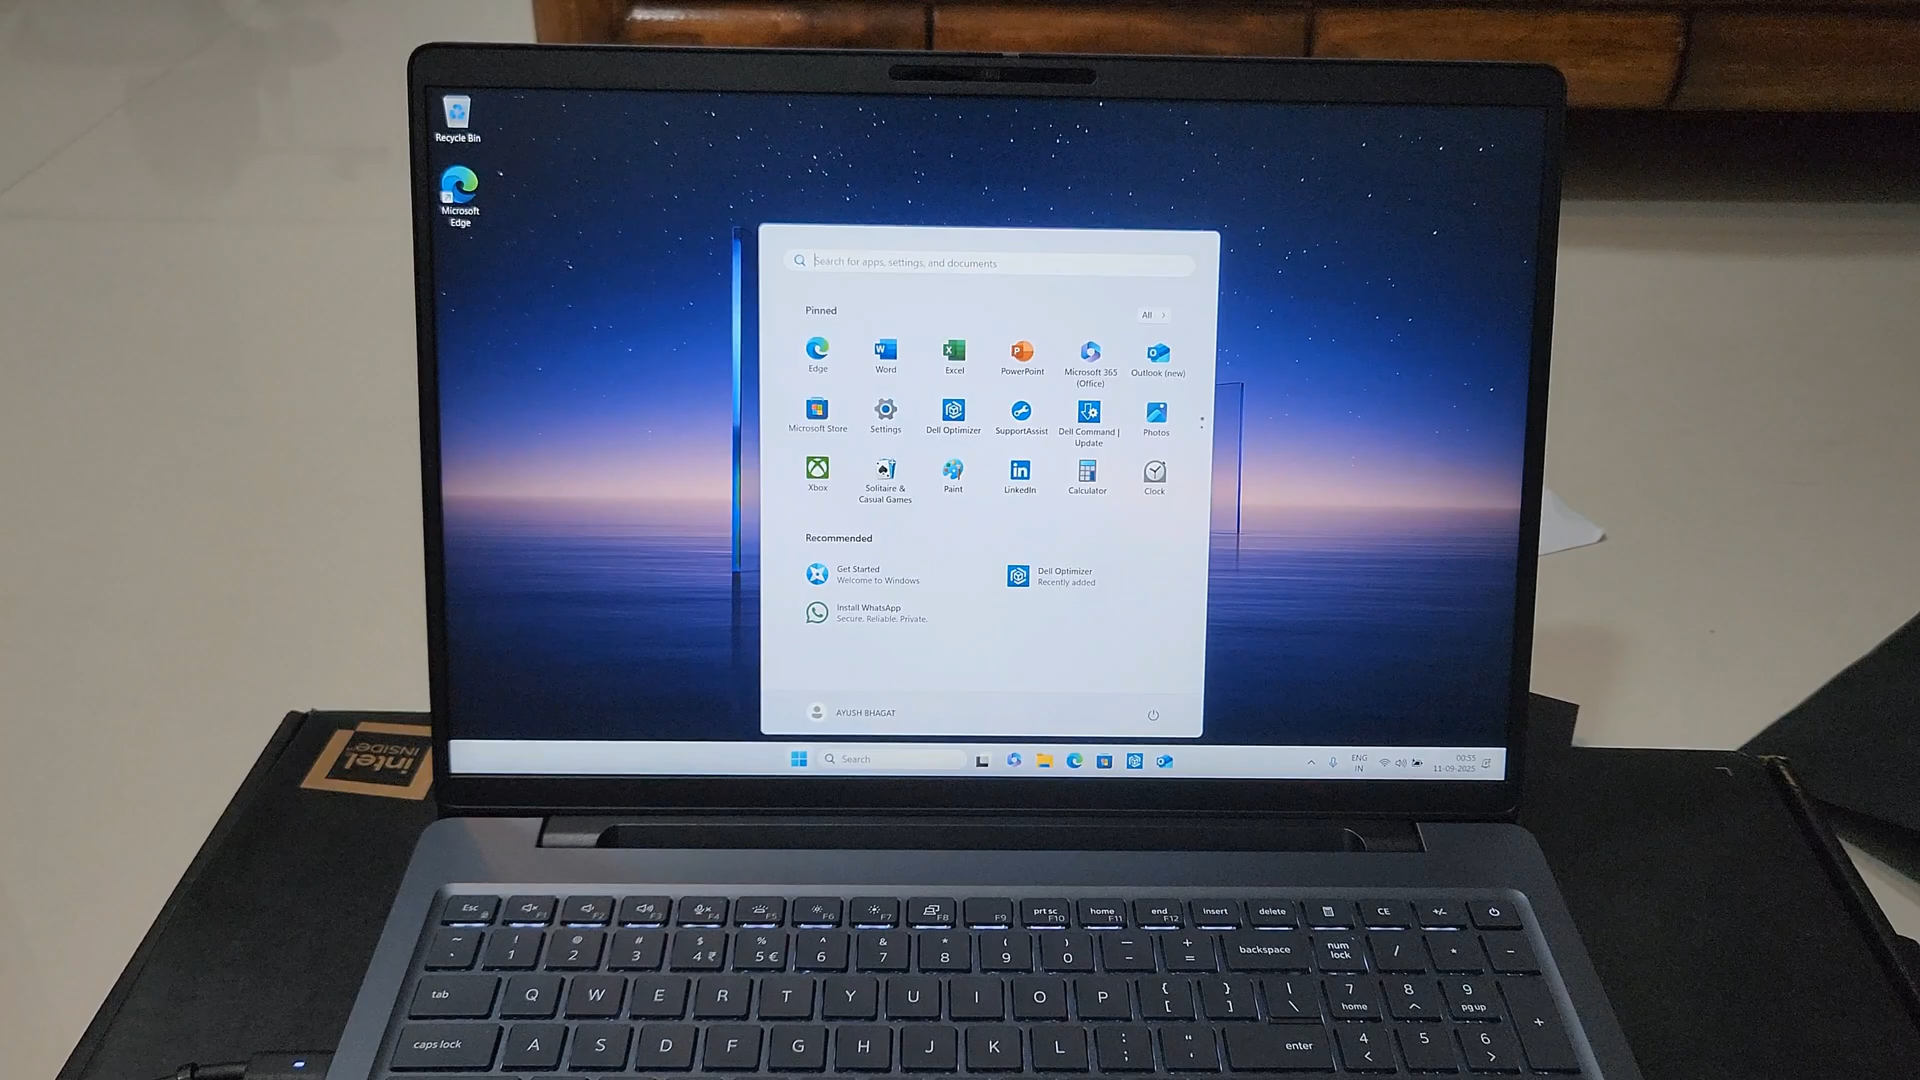 Recycle Bin
Microsoft
Edge
Search for apps, settings, and documents
Pinned
All >
Edge
Word
Excel
PowerPoint
Microsoft 365
(Office)
Outlook (new)
Microsoft Store
Settings
Dell Optimizer
SupportAssist
Dell Command |
Update
Photos
Xbox
Solitaire &
Casual Games
Paint
LinkedIn
Calculator
Clock
Recommended
Get Started
Welcome to Windows
Dell Optimizer
Recently added
Install WhatsApp
Secure. Reliable. Private.
AYUSH BHAGAT
Search
ENG
IN
00:55
11-09-2025
intel
INSIDE
Esc F1 F2 F3 F4 F5 F6 F7 F8 F9 prt sc F10 home F11 end F12 insert delete CE +/-
~ ` ! 1 @ 2 # 3 $ 4 ₹ % 5 € ^ 6 & 7 * 8 ( 9 ) 0 — - + = backspace num lock / * -
tab Q W E R T Y U I O P { [ } ] | \ 7 home 8 ^ 9 pg up +
caps lock A S D F G H J K L : ; " ' enter 4 < 5 6 >